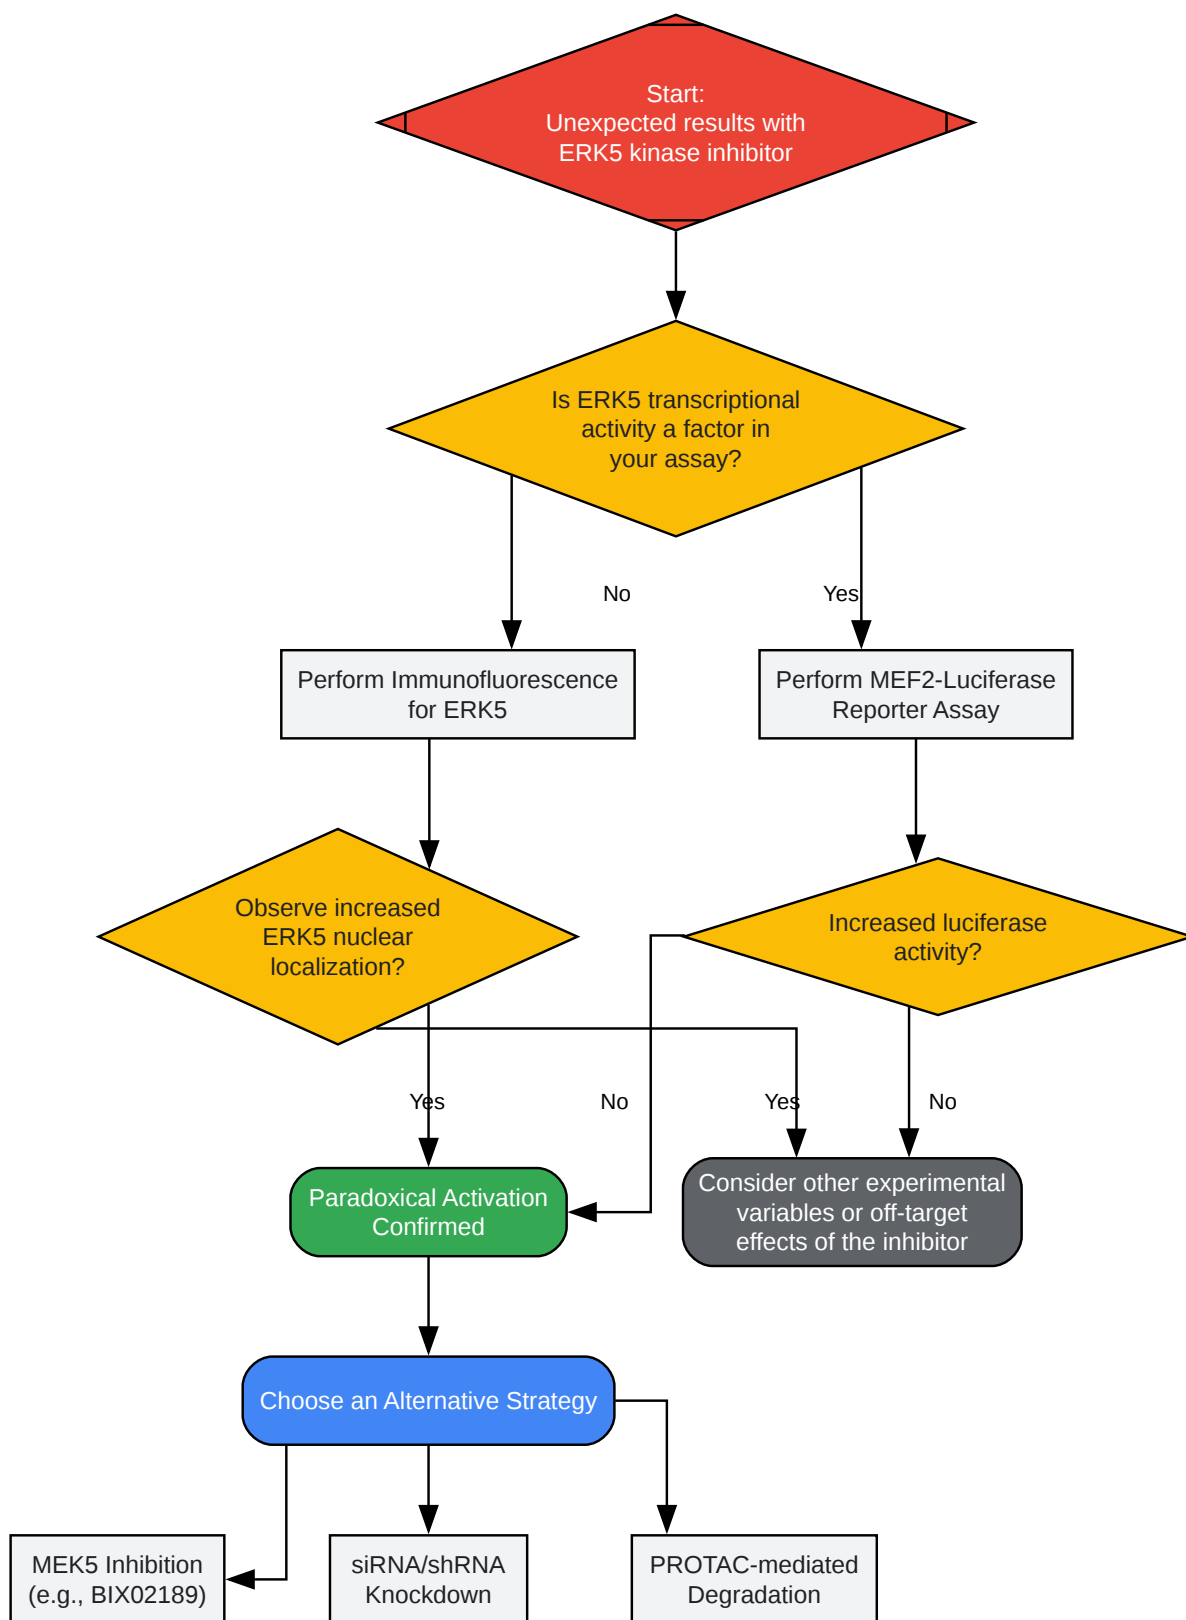 Start:
Unexpected results with
ERK5 kinase inhibitor
Is ERK5 transcriptional
activity a factor in
your assay?
No
Yes
Perform Immunofluorescence
for ERK5
Perform MEF2-Luciferase
Reporter Assay
Observe increased
ERK5 nuclear
localization?
Increased luciferase
activity?
Yes
No
Yes
No
Paradoxical Activation
Confirmed
Consider other experimental
variables or off-target
effects of the inhibitor
Choose an Alternative Strategy
MEK5 Inhibition
(e.g., BIX02189)
siRNA/shRNA
Knockdown
PROTAC-mediated
Degradation